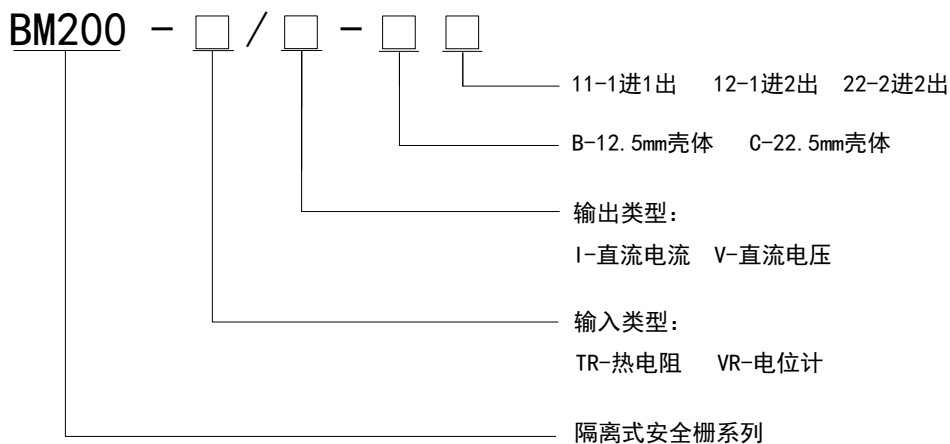 BM200 - □ / □ - □ □
11-1进1出 12-1进2出 22-2进2出
B-12.5mm壳体 C-22.5mm壳体
输出类型:
I-直流电流 V-直流电压
输入类型:
TR-热电阻 VR-电位计
隔离式安全栅系列